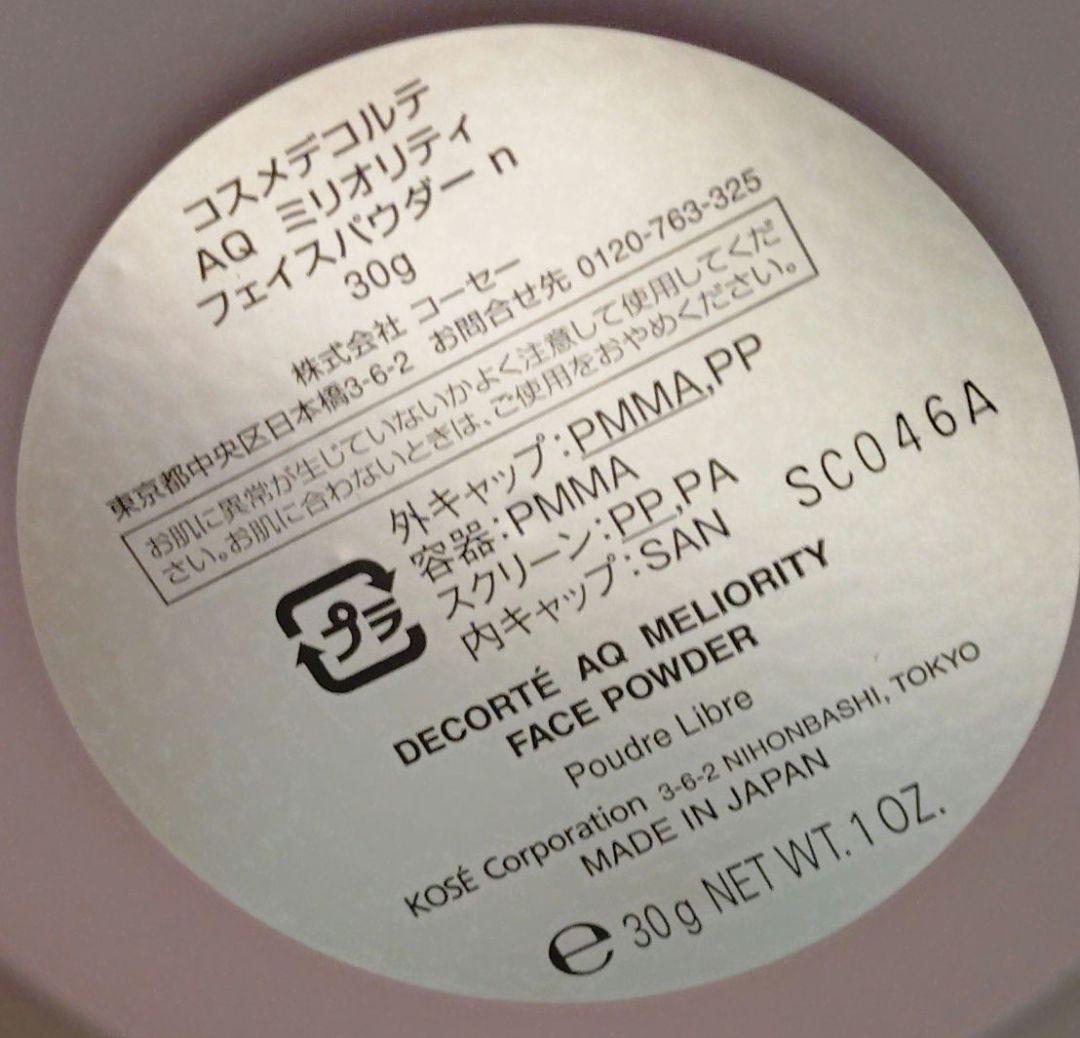 コスメデコルテ
AQ ミリオリティ
フェイスパウダー n
30g
株式会社 コーセー
東京都中央区日本橋3-6-2 お問合せ先 0120-763-325
お肌に異常が生じていないかよく注意して使用してくだ
さい。お肌に合わないときは、ご使用をおやめください。
プラ
外キャップ:PMMA,PP
容器:PMMA
スクリーン:PP,PA
内キャップ:SAN
SC046A
DECORTÉ AQ MELIORITY
FACE POWDER
Poudre Libre
KOSÉ Corporation 3-6-2 NIHONBASHI, TOKYO
MADE IN JAPAN
℮ 30g NET WT. 1 OZ.